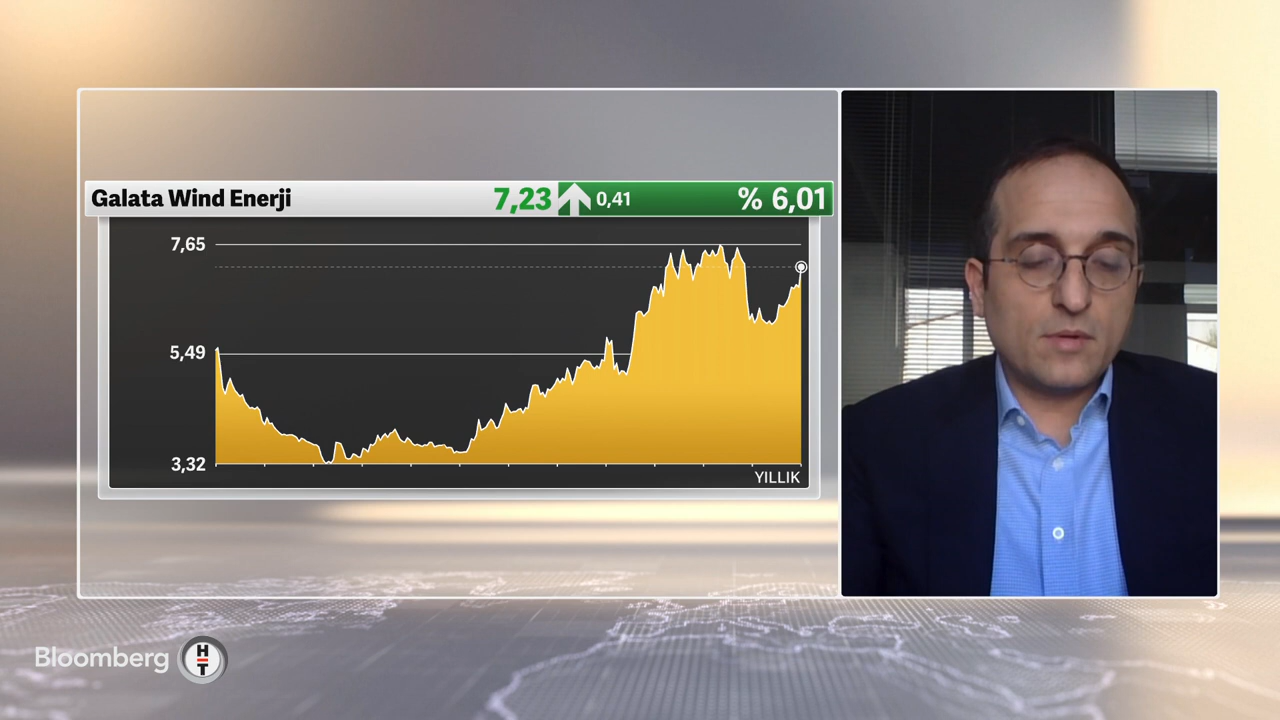 Galata Wind Enerji 7,23 0,41 % 6,01
7,65
5,49
3,32
YILLIK
Bloomberg HT